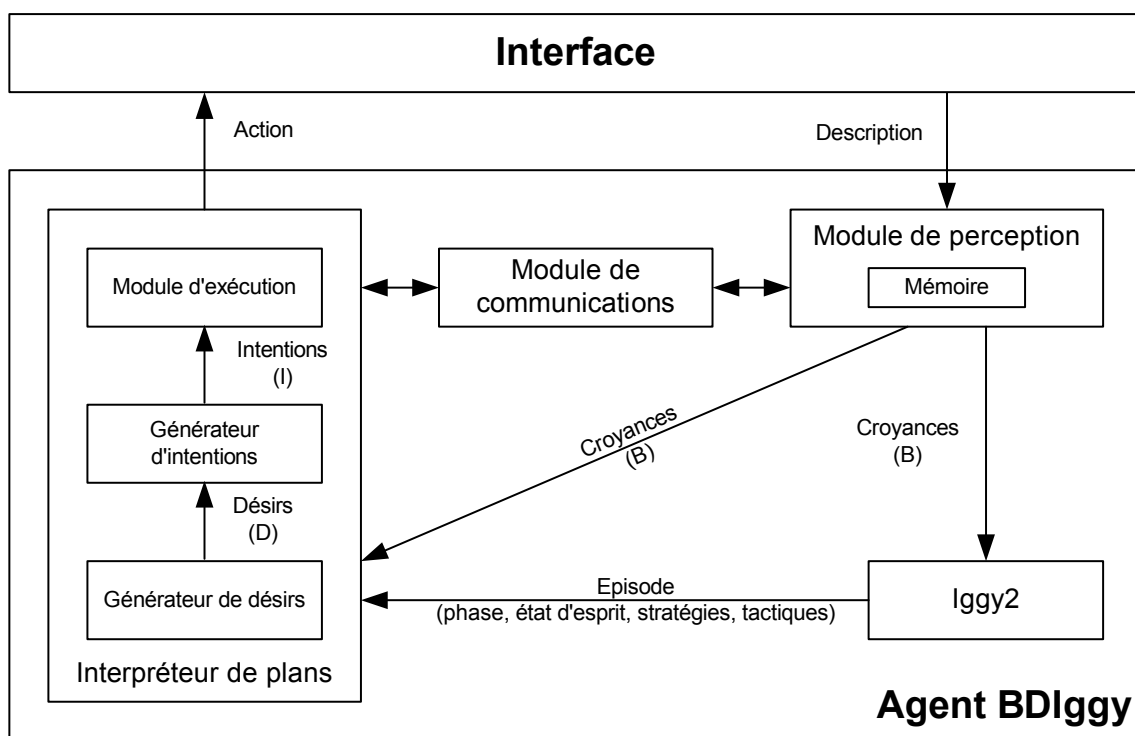 Interface
Action
Description
Module de perception
Mémoire
Module d'exécution
Module de
communications
Intentions
(I)
Générateur
d'intentions
Croyances
(B)
Croyances
(B)
Désirs
(D)
Générateur de désirs
Episode
(phase, état d'esprit, stratégies, tactiques)
Iggy2
Interpréteur de plans
Agent BDIggy